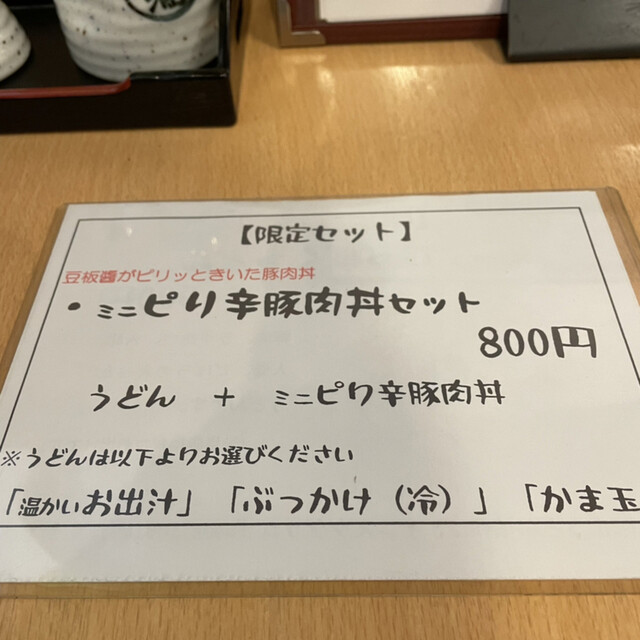 【限定セット】
豆板醤がピリッときいた豚肉丼
・ミニピリ辛豚肉丼セット
800円
うどん + ミニピリ辛豚肉丼
※うどんは以下よりお選びください
「温かいお出汁」「ぶっかけ（冷）」「かま玉